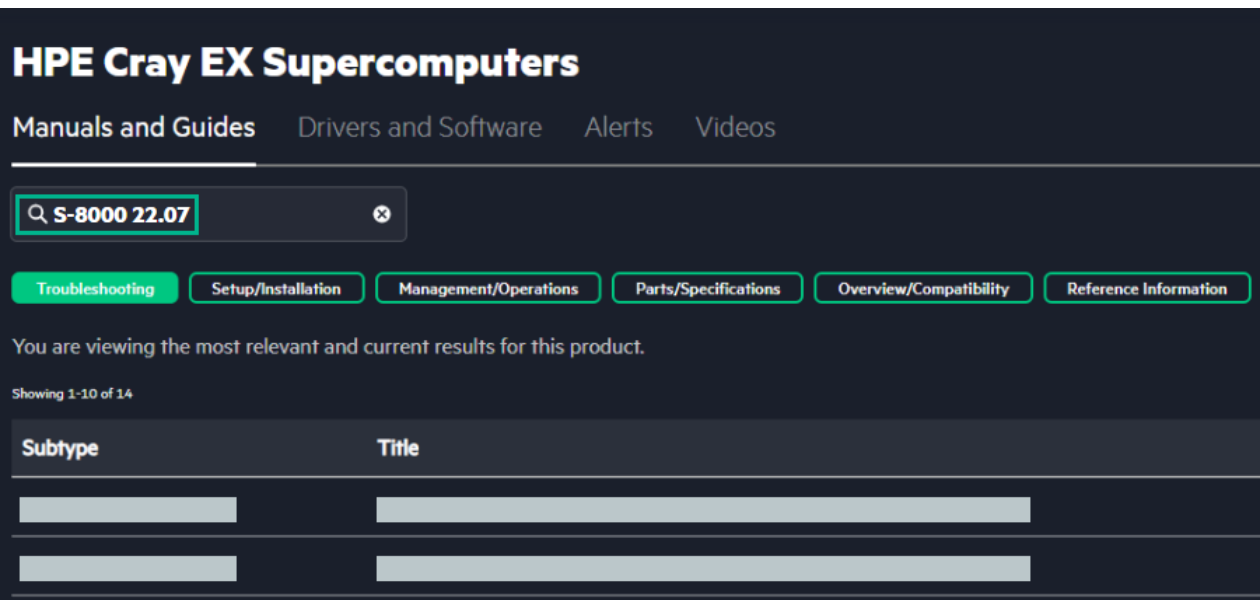 HPE Cray EX Supercomputers
Manuals and Guides Drivers and Software Alerts Videos
S-8000 22.07
Troubleshooting Setup/Installation Management/Operations Parts/Specifications Overview/Compatibility Reference Information
You are viewing the most relevant and current results for this product.
Showing 1-10 of 14
Subtype Title